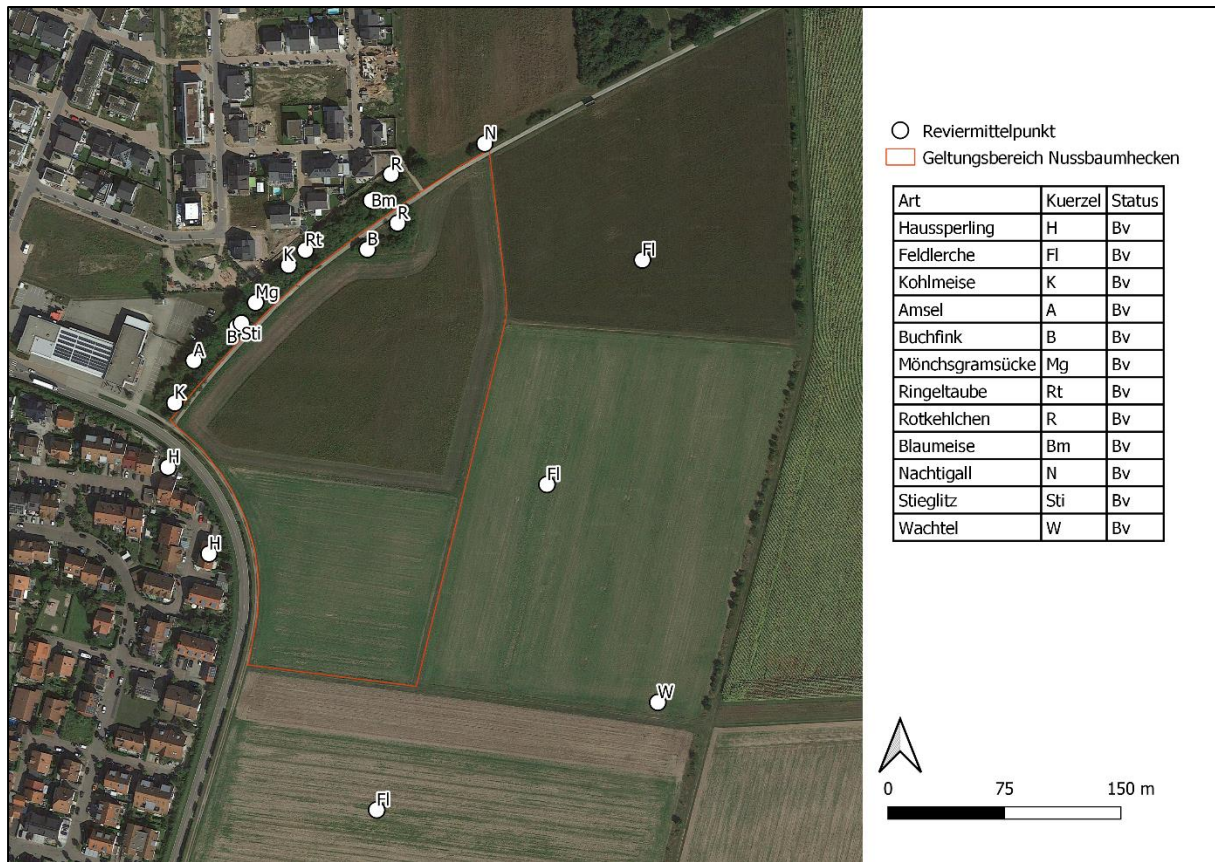 N
R
Bm
R
B
Rt
K
Fl
Mg
B
Sti
A
K
H
Fl
H
W
Fl
Reviermittelpunkt
Geltungsbereich Nussbaumhecken
Art Kuerzel Status
Haussperling H Bv
Feldlerche Fl Bv
Kohlmeise K Bv
Amsel A Bv
Buchfink B Bv
Mönchsgramsücke Mg Bv
Ringeltaube Rt Bv
Rotkehlchen R Bv
Blaumeise Bm Bv
Nachtigall N Bv
Stieglitz Sti Bv
Wachtel W Bv
0 75 150 m